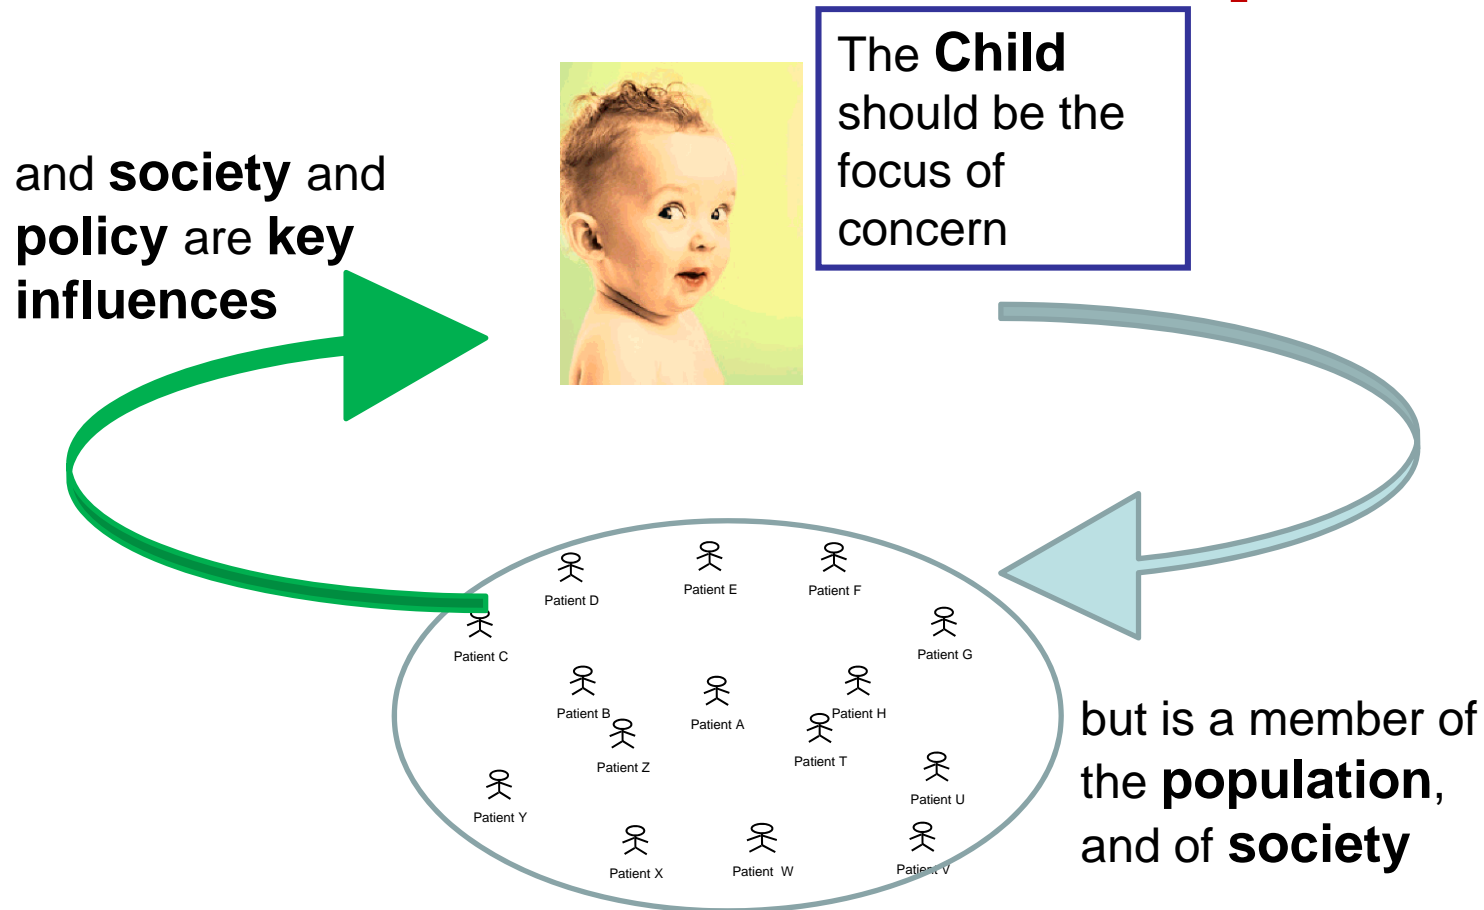 The Child
should be the
focus of
concern
and society and
policy are key
influences
Patient D
Patient E
Patient F
Patient C
Patient G
Patient B
Patient A
Patient H
Patient Z
Patient T
Patient Y
Patient U
Patient X
Patient W
Patient V
but is a member of
the population,
and of society